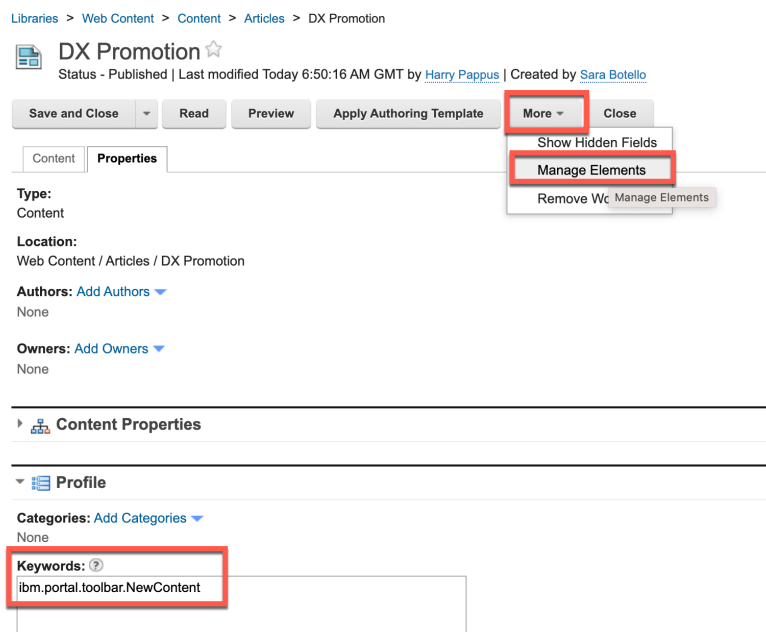 Libraries > Web Content > Content > Articles > DX Promotion
DX Promotion
Status - Published | Last modified Today 6:50:16 AM GMT by Harry Pappus | Created by Sara Botello
Save and Close Read Preview Apply Authoring Template More Close
Show Hidden Fields
Content Properties
Manage Elements
Remove
Manage Elements
Type:
Content
Location:
Web Content / Articles / DX Promotion
Authors: Add Authors
None
Owners: Add Owners
None
Content Properties
Profile
Categories: Add Categories
None
Keywords: ?
ibm.portal.toolbar.NewContent